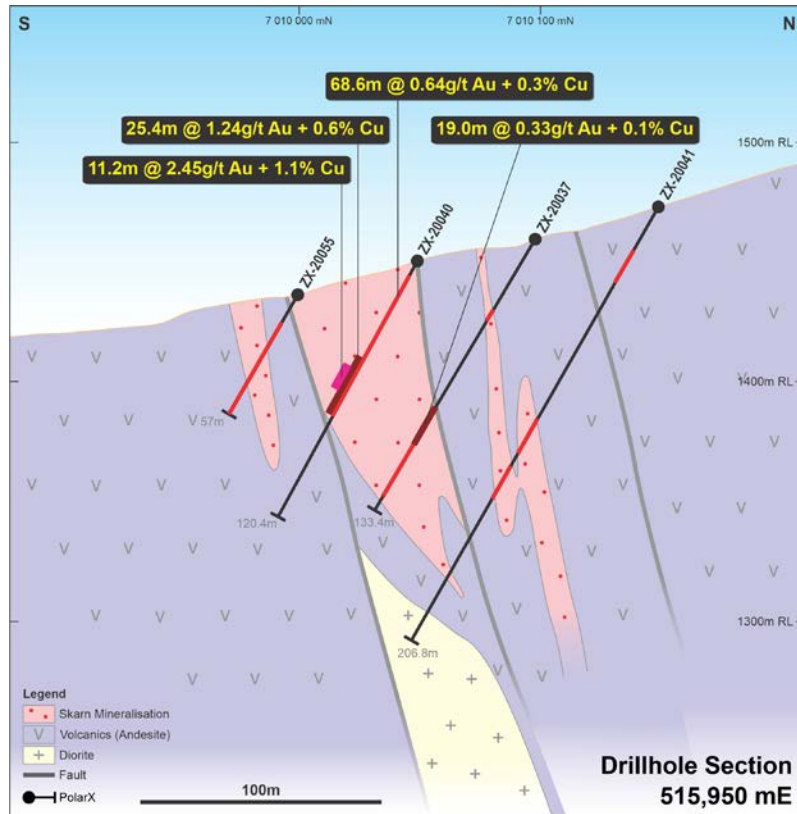 S
7 010 000 mN
7 010 100 mN
N
68.6m @ 0.64g/t Au + 0.3% Cu
25.4m @ 1.24g/t Au + 0.6% Cu
19.0m @ 0.33g/t Au + 0.1% Cu
11.2m @ 2.45g/t Au + 1.1% Cu
1500m RL
ZX-20055
ZX-20040
ZX-20037
ZX-20041
1400m RL
57m
120.4m
133.4m
1300m RL
206.8m
Legend
Skarn Mineralisation
V Volcanics (Andesite)
+ Diorite
Fault
PolarX
100m
Drillhole Section
515,950 mE